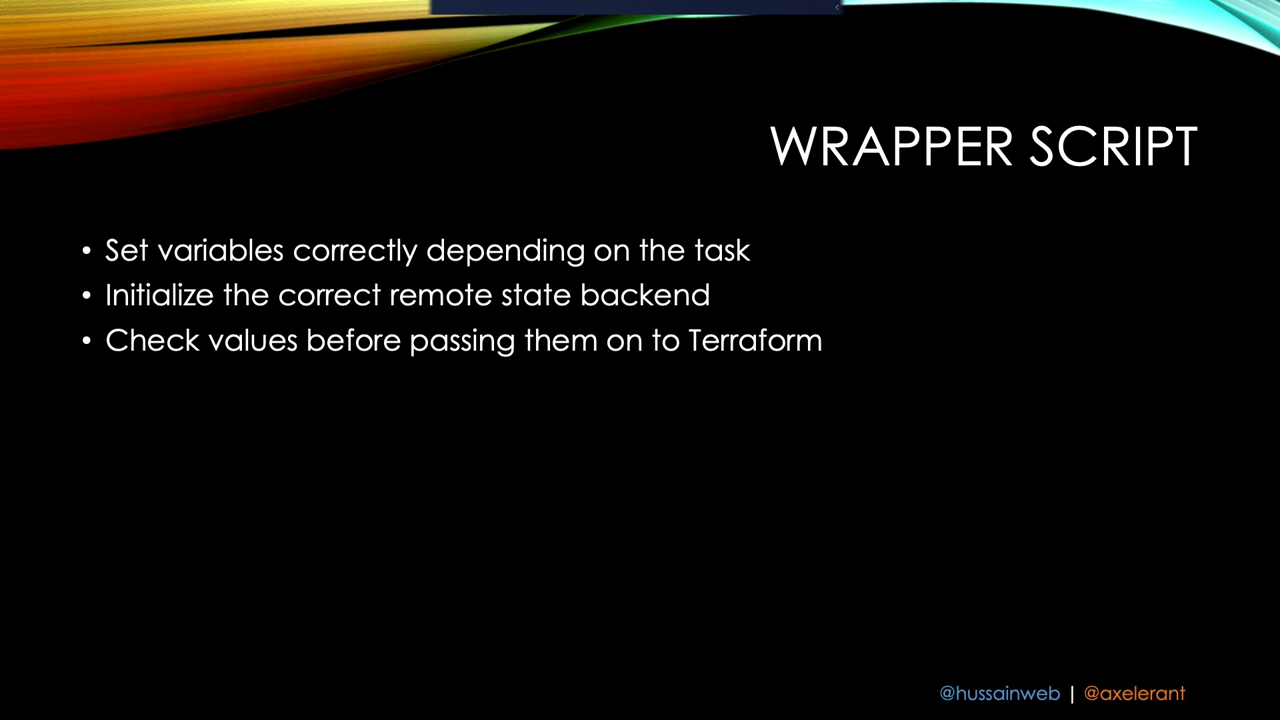 WRAPPER SCRIPT
• Set variables correctly depending on the task
• Initialize the correct remote state backend
• Check values before passing them on to Terraform
@hussainweb | @axelerant